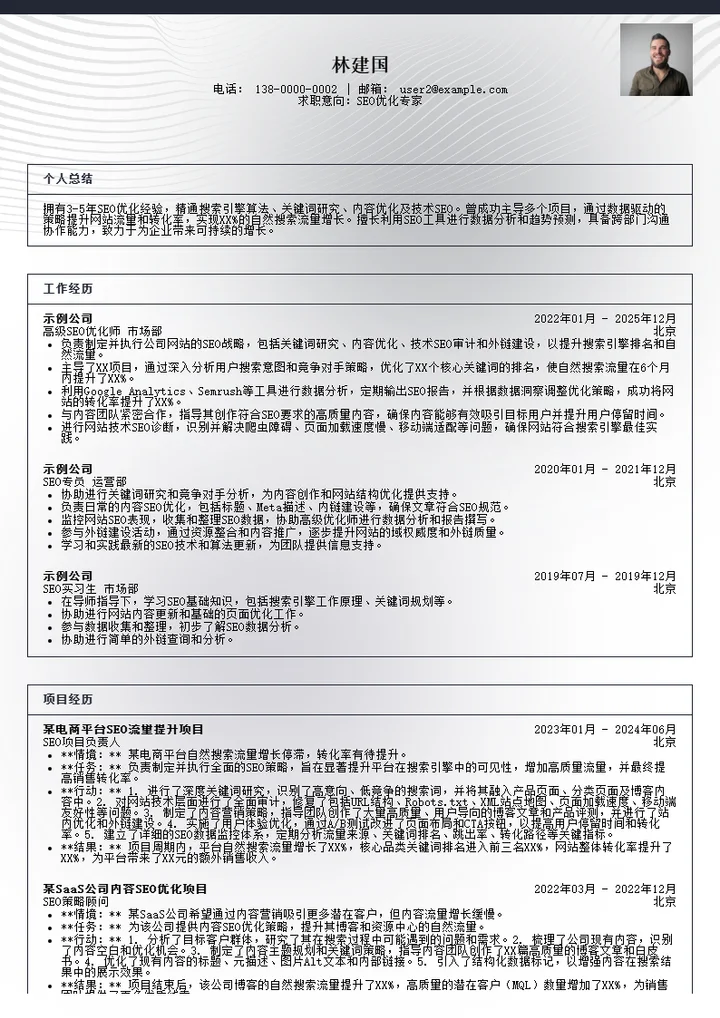 林建国
电话： 138-0000-0002 | 邮箱： user2@example.com
求职意向：SEO优化专家
个人总结
拥有3-5年SEO优化经验，精通搜索引擎算法、关键词研究、内容优化及技术SEO。曾成功主导多个项目，通过数据驱动的
策略提升网站流量和转化率，实现XX%的自然搜索流量增长。擅长利用SEO工具进行数据分析和趋势预测，具备跨部门沟通
协作能力，致力于为企业带来可持续的增长。
工作经历
示例公司 2022年01月 - 2025年12月
高级SEO优化师 市场部 北京
• 负责制定并执行公司网站的SEO战略，包括关键词研究、内容优化、技术SEO审计和外链建设，以提升搜索引擎排名和自
然流量。
• 主导了XX项目，通过深入分析用户搜索意图和竞争对手策略，优化了XX个核心关键词的排名，使自然搜索流量在6个月
内提升了XX%。
• 利用Google Analytics、Semrush等工具进行数据分析，定期输出SEO报告，并根据数据洞察调整优化策略，成功将网
站的转化率提升了XX%。
• 与内容团队紧密合作，指导其创作符合SEO要求的高质量内容，确保内容能够有效吸引目标用户并提升用户停留时间。
• 进行网站技术SEO诊断，识别并解决爬虫障碍、页面加载速度慢、移动端适配等问题，确保网站符合搜索引擎最佳实
践。
示例公司 2020年01月 - 2021年12月
SEO专员 运营部 北京
• 协助进行关键词研究和竞争对手分析，为内容创作和网站结构优化提供支持。
• 负责日常的内容SEO优化，包括标题、Meta描述、内链建设等，确保文章符合SEO规范。
• 监控网站SEO表现，收集和整理SEO数据，协助高级优化师进行数据分析和报告撰写。
• 参与外链建设活动，通过资源整合和内容推广，逐步提升网站的域权威度和外链质量。
• 学习和实践最新的SEO技术和算法更新，为团队提供信息支持。
示例公司 2019年07月 - 2019年12月
SEO实习生 市场部 北京
• 在导师指导下，学习SEO基础知识，包括搜索引擎工作原理、关键词规划等。
• 协助进行网站内容更新和基础的页面优化工作。
• 参与数据收集和整理，初步了解SEO数据分析。
• 协助进行简单的外链查询和分析。
项目经历
某电商平台SEO流量提升项目 2023年01月 - 2024年06月
SEO项目负责人 北京
• **情境：** 某电商平台自然搜索流量增长停滞，转化率有待提升。
• **任务：** 负责制定并执行全面的SEO策略，旨在显著提升平台在搜索引擎中的可见性，增加高质量流量，并最终提
高销售转化率。
• **行动：** 1. 进行了深度关键词研究，识别了高意向、低竞争的搜索词，并将其融入产品页面、分类页面及博客内
容中。2. 对网站技术层面进行了全面审计，修复了包括URL结构、Robots.txt、XML站点地图、页面加载速度、移动端
友好性等问题。3. 制定了内容营销策略，指导团队创作了大量高质量、用户导向的博客文章和产品评测，并进行了站
内优化和外链建设。4. 实施了用户体验优化，通过A/B测试改进了页面布局和CTA按钮，以提高用户停留时间和转化
率。5. 建立了详细的SEO数据监控体系，定期分析流量来源、关键词排名、跳出率、转化路径等关键指标。
• **结果：** 项目周期内，平台自然搜索流量增长了XX%，核心品类关键词排名进入前三名XX%，网站整体转化率提升了
XX%，为平台带来了XX元的额外销售收入。
某SaaS公司内容SEO优化项目 2022年03月 - 2022年12月
SEO策略顾问 北京
• **情境：** 某SaaS公司希望通过内容营销吸引更多潜在客户，但内容流量增长缓慢。
• **任务：** 为该公司提供内容SEO优化策略，提升其博客和资源中心的自然流量。
• **行动：** 1. 分析了目标客户群体，研究了其在搜索过程中可能遇到的问题和需求。2. 梳理了公司现有内容，识别
了内容空白和优化机会。3. 制定了内容主题规划和关键词策略，指导内容团队创作了XX篇高质量的博客文章和白皮
书。4. 优化了现有内容的标题、元描述、图片Alt文本和内部链接。5. 引入了结构化数据标记，以增强内容在搜索结
果中的展示效果。
• **结果：** 项目结束后，该公司博客的自然搜索流量提升了XX%，高质量的潜在客户（MQL）数量增加了XX%，为销售